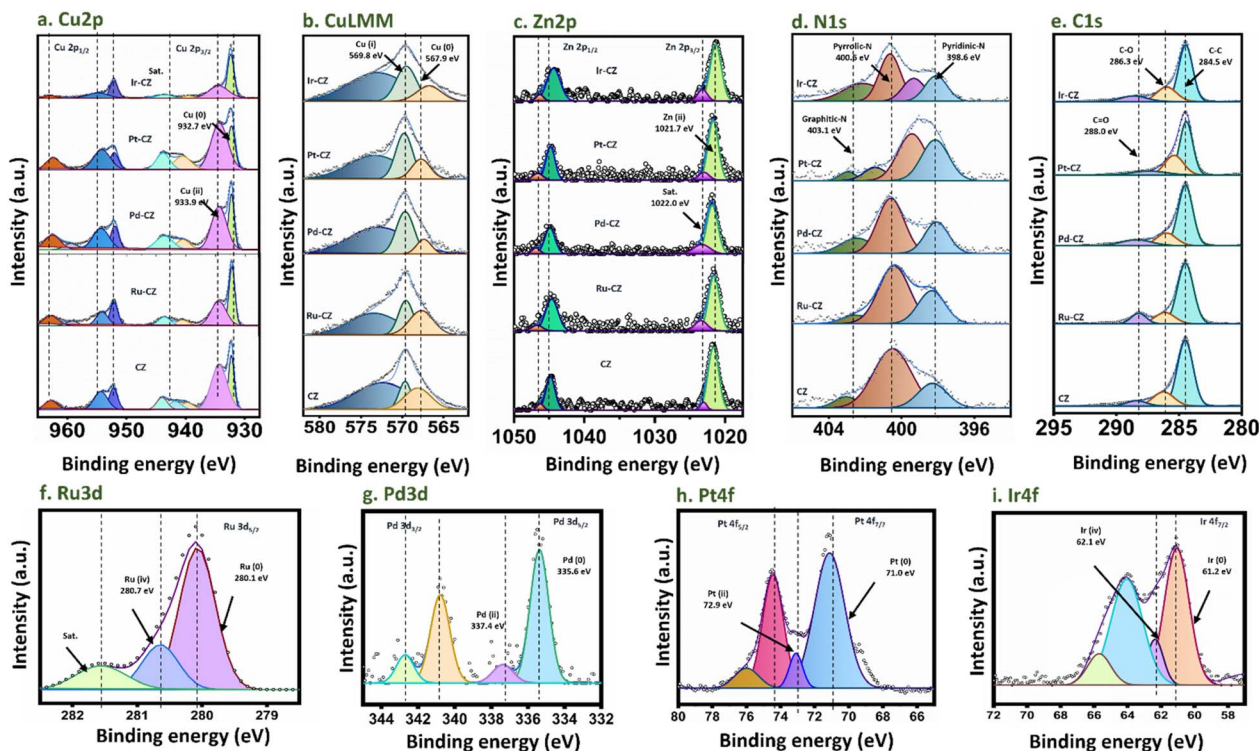 a. Cu2p
Cu 2p1/2
Cu 2p3/2
Sat.
Ir-CZ
Cu (0)
932.7 eV
Pt-CZ
Cu (ii)
933.9 eV
Pd-CZ
Ru-CZ
CZ
Intensity (a.u.)
960 950 940 930
Binding energy (eV)
b. CuLMM
Cu (i)
569.8 eV
Cu (0)
567.9 eV
Ir-CZ
Pt-CZ
Pd-CZ
Ru-CZ
CZ
Intensity (a.u.)
580 575 570 565
Binding energy (eV)
c. Zn2p
Zn 2p1/2
Zn 2p3/2
Ir-CZ
Zn (ii)
1021.7 eV
Pt-CZ
Sat.
1022.0 eV
Pd-CZ
Ru-CZ
CZ
Intensity (a.u.)
1050 1040 1030 1020
Binding energy (eV)
d. N1s
Pyrrolic-N
400.6 eV
Pyridinic-N
398.6 eV
Ir-CZ
Graphitic-N
403.1 eV
Pt-CZ
Pd-CZ
Ru-CZ
CZ
Intensity (a.u.)
404 400 396
Binding energy (eV)
e. C1s
C-O
286.3 eV
C-C
284.5 eV
Ir-CZ
C=O
288.0 eV
Pt-CZ
Pd-CZ
Ru-CZ
CZ
Intensity (a.u.)
295 290 285 280
Binding energy (eV)
f. Ru3d
Ru 3d5/2
Ru (iv)
280.7 eV
Ru (0)
280.1 eV
Sat.
Intensity (a.u.)
282 281 280 279
Binding energy (eV)
g. Pd3d
Pd 3d3/2
Pd 3d5/2
Pd (0)
335.6 eV
Pd (ii)
337.4 eV
Intensity (a.u.)
344 342 340 338 336 334 332
Binding energy (eV)
h. Pt4f
Pt 4f5/2
Pt 4f7/2
Pt (0)
71.0 eV
Pt (ii)
72.9 eV
Intensity (a.u.)
80 78 76 74 72 70 68 66
Binding energy (eV)
i. Ir4f
Ir (iv)
62.1 eV
Ir 4f7/2
Ir (0)
61.2 eV
Intensity (a.u.)
72 70 68 66 64 62 60 58
Binding energy (eV)